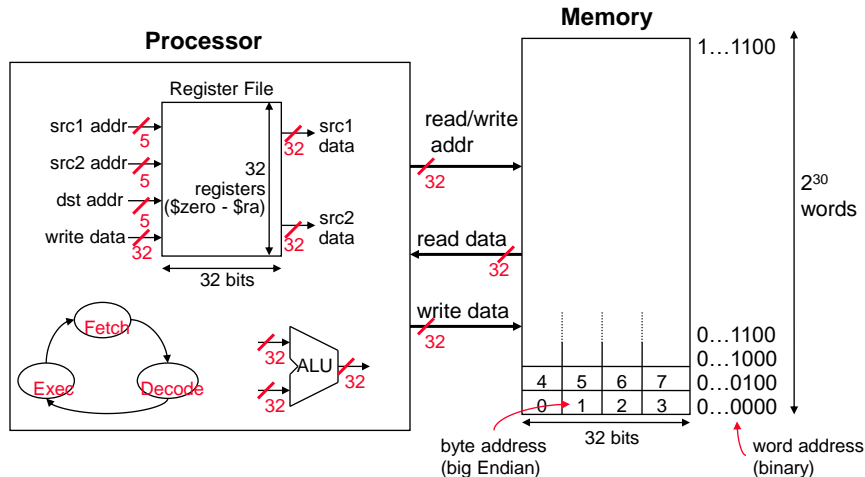 Processor
Memory
Register File
src1 addr
5
src2 addr
5
dst addr
5
write data
32
32
registers
($zero - $ra)
32
src1
data
32
src2
data
32 bits
Fetch
Exec
Decode
32
32
ALU
32
read/write
addr
32
read data
32
write data
32
1…1100
2³⁰
words
0…1100
0…1000
4 5 6 7
0…0100
0 1 2 3
0…0000
32 bits
byte address
(big Endian)
word address
(binary)